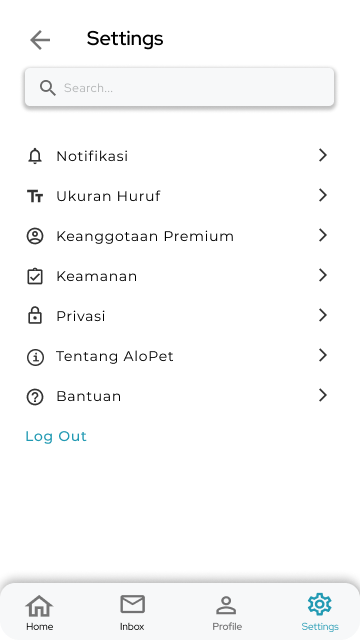 Settings
Search...
Notifikasi
Ukuran Huruf
Keanggotaan Premium
Keamanan
Privasi
Tentang AloPet
Bantuan
Log Out
Home Inbox Profile Settings